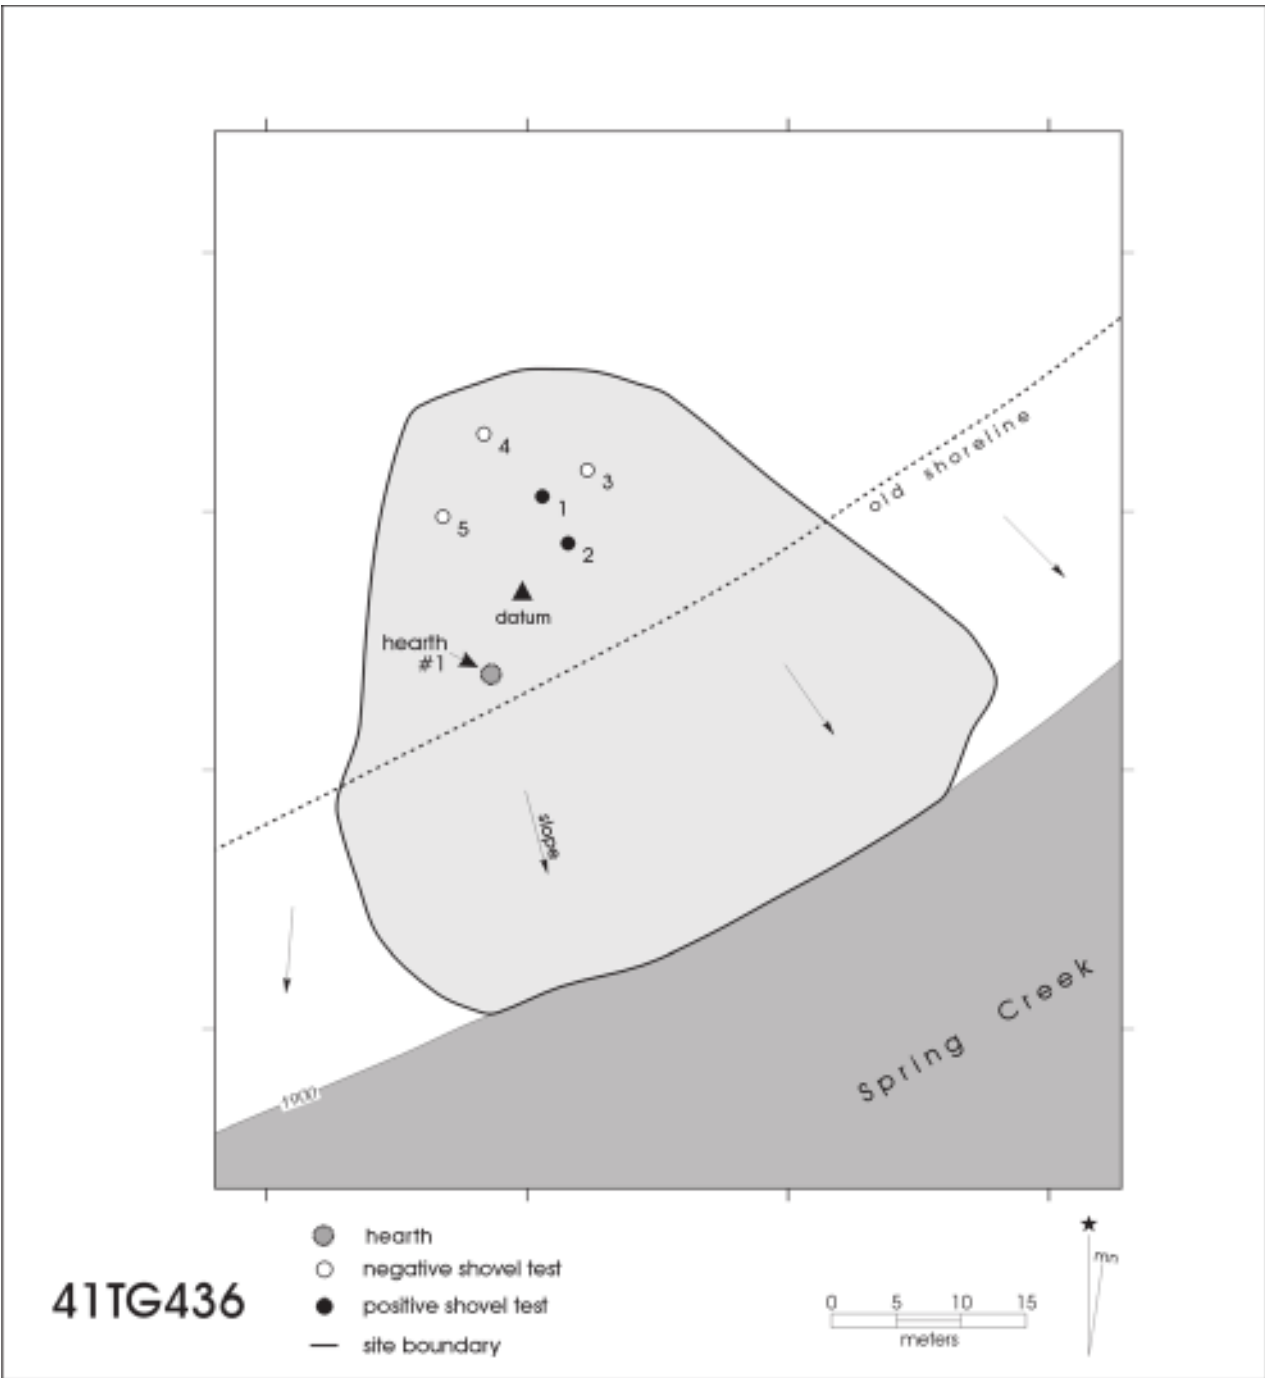 4
3
1
5
2
datum
hearth
#1
old shoreline
slope
Spring Creek
1900
hearth
negative shovel test
positive shovel test
site boundary
41TG436
0 5 10 15
meters
mn